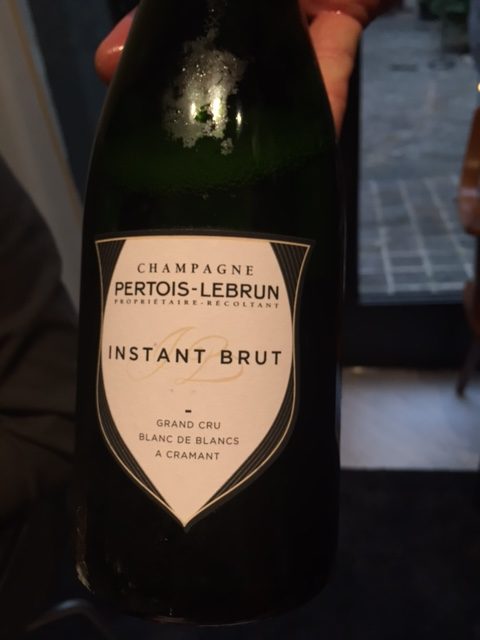 CHAMPAGNE
PERTOIS-LEBRUN
PROPRIÉTAIRE-RÉCOLTANT
INSTANT BRUT
-
GRAND CRU
BLANC DE BLANCS
A CRAMANT